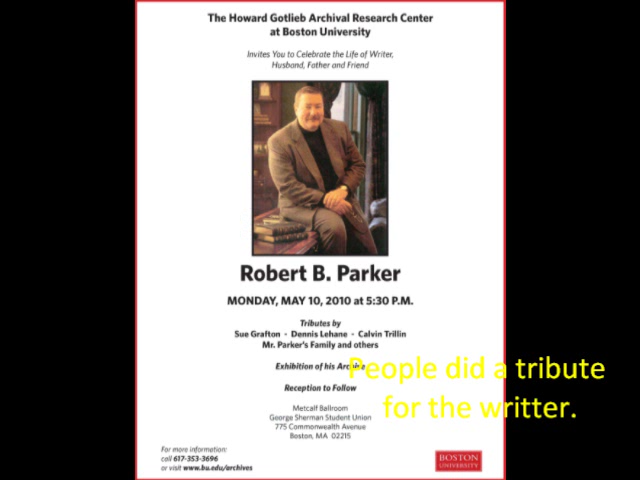 The Howard Gotlieb Archival Research Center
at Boston University
Invites You to Celebrate the Life of Writer,
Husband, Father and Friend
Robert B. Parker
MONDAY, MAY 10, 2010 at 5:30 P.M.
Tributes by
Sue Grafton - Dennis Lehane - Calvin Trillin
Mr. Parker's Family and others
Exhibition of his Archive
Reception to Follow
People did a tribute
for the writter.
Metcalf Ballroom
George Sherman Student Union
775 Commonwealth Avenue
Boston, MA 02215
For more information:
call 617-353-3696
or visit www.bu.edu/archives
BOSTON
UNIVERSITY